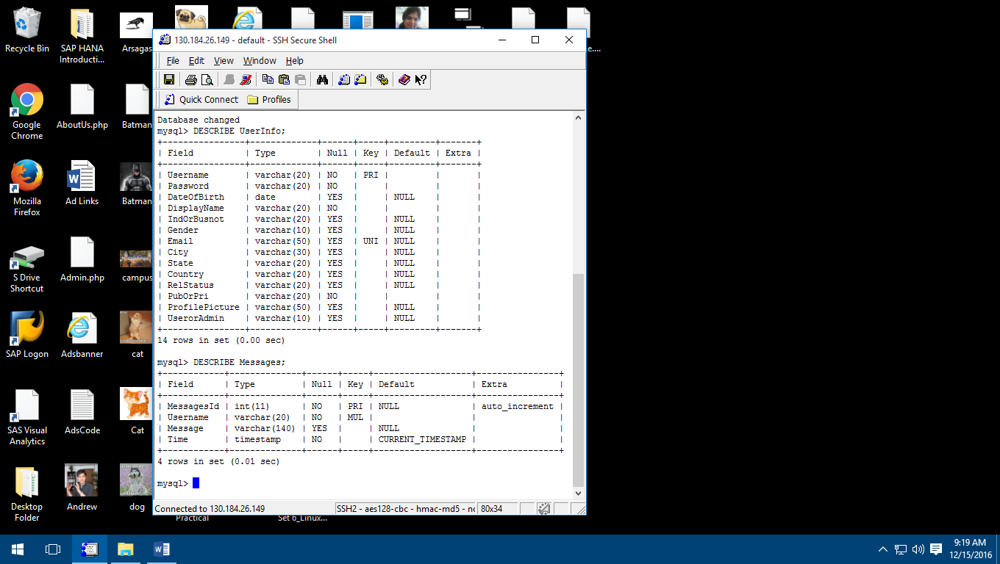 Recycle Bin
SAP HANA
Introducti...
Arsagas
e....
Google
Chrome
AboutUs.php
Batman
Mozilla
Firefox
Ad Links
Batman
S Drive
Shortcut
Admin.php
campus
SAP Logon
Adsbanner
cat
SAS Visual
Analytics
AdsCode
Cat
Desktop
Folder
Andrew
dog
Practical
Set 6_Linux...
130.184.26.149 - default - SSH Secure Shell
File Edit View Window Help
Quick Connect Profiles
Database changed
mysql> DESCRIBE UserInfo;
+----------------+-------------+------+-----+---------+-------+
| Field          | Type        | Null | Key | Default | Extra |
+----------------+-------------+------+-----+---------+-------+
| Username       | varchar(20) | NO   | PRI |         |       |
| Password       | varchar(20) | NO   |     |         |       |
| DateOfBirth    | date        | YES  |     | NULL    |       |
| DisplayName    | varchar(20) | NO   |     |         |       |
| IndOrBusnot    | varchar(20) | YES  |     | NULL    |       |
| Gender         | varchar(10) | YES  |     | NULL    |       |
| Email          | varchar(50) | YES  | UNI | NULL    |       |
| City           | varchar(30) | YES  |     | NULL    |       |
| State          | varchar(20) | YES  |     | NULL    |       |
| Country        | varchar(20) | YES  |     | NULL    |       |
| RelStatus      | varchar(20) | YES  |     | NULL    |       |
| PubOrPri       | varchar(20) | NO   |     |         |       |
| ProfilePicture | varchar(50) | YES  |     | NULL    |       |
| UserorAdmin    | varchar(10) | YES  |     | NULL    |       |
+----------------+-------------+------+-----+---------+-------+
14 rows in set (0.00 sec)
mysql> DESCRIBE Messages;
+------------+--------------+------+-----+-------------------+----------------+
| Field      | Type         | Null | Key | Default           | Extra          |
+------------+--------------+------+-----+-------------------+----------------+
| MessagesId | int(11)      | NO   | PRI | NULL              | auto_increment |
| Username   | varchar(20)  | NO   | MUL |                   |                |
| Message    | varchar(140) | YES  |     | NULL              |                |
| Time       | timestamp    | NO   |     | CURRENT_TIMESTAMP |                |
+------------+--------------+------+-----+-------------------+----------------+
4 rows in set (0.01 sec)
mysql>
Connected to 130.184.26.149 SSH2 - aes128-cbc - hmac-md5 - nc 80x34
9:19 AM
12/15/2016